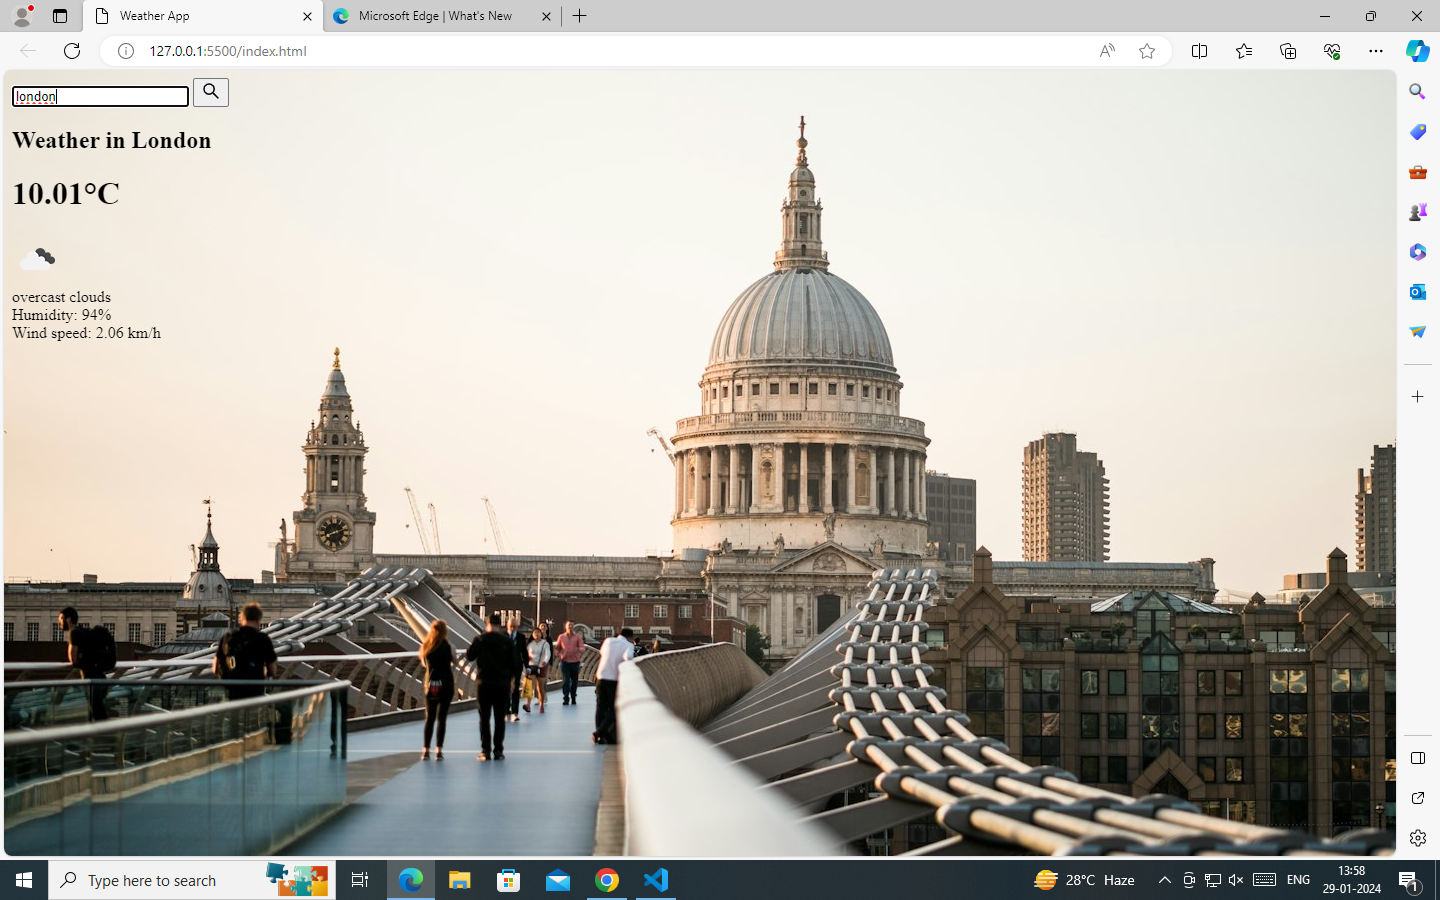 Weather App
Microsoft Edge | What's New
127.0.0.1:5500/index.html
london
Weather in London
10.01°C
overcast clouds
Humidity: 94%
Wind speed: 2.06 km/h
Type here to search
28°C Haze
ENG
13:58
29-01-2024
1